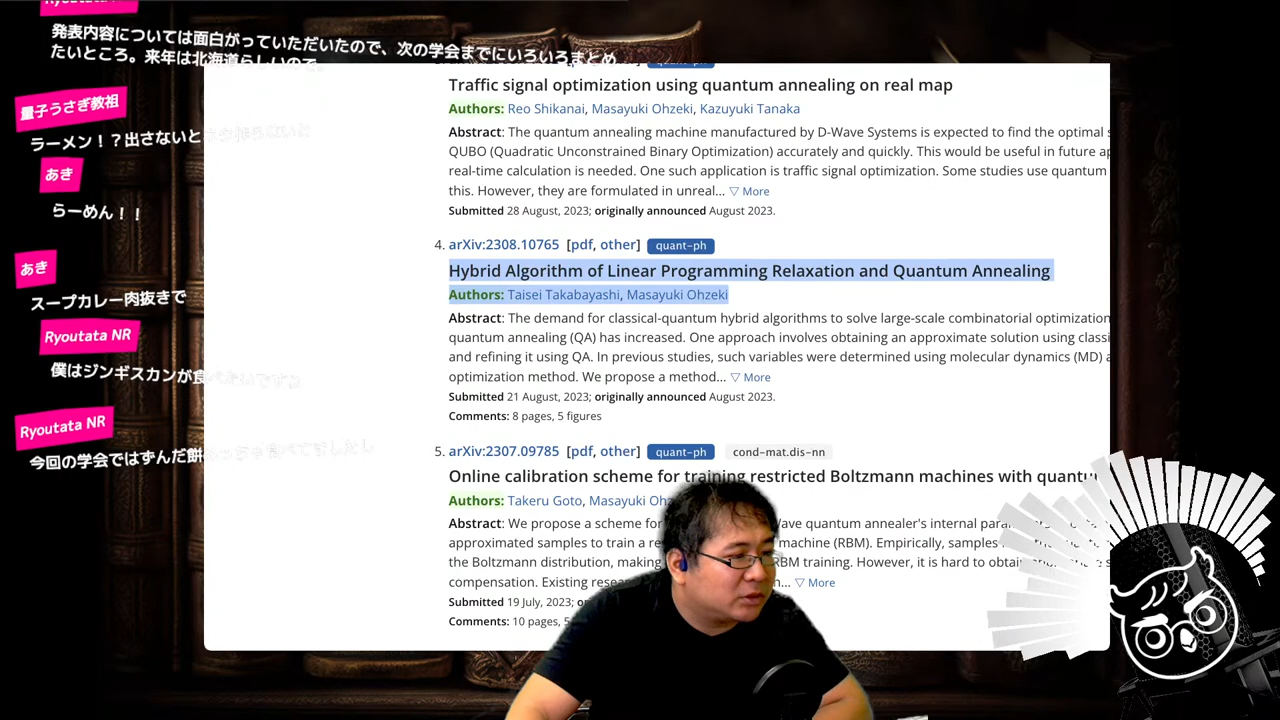 発表内容については面白がっていただいたので、次の学会までにいろいろまとめ
たいところ。来年は北海道らしいので、
量子うさぎ教祖
ラーメン！？出さないと
あき
らーめん！！
あき
スープカレー肉抜きで
Ryoutata NR
僕はジンギスカンが食べたいですね
Ryoutata NR
今回の学会ではずんだ餅
quant-ph
Traffic signal optimization using quantum annealing on real map
Authors: Reo Shikanai, Masayuki Ohzeki, Kazuyuki Tanaka
Abstract: The quantum annealing machine manufactured by D-Wave Systems is expected to find the optimal
QUBO (Quadratic Unconstrained Binary Optimization) accurately and quickly. This would be useful in future
real-time calculation is needed. One such application is traffic signal optimization. Some studies use quantum
this. However, they are formulated in unreal... ▽ More
Submitted 28 August, 2023; originally announced August 2023.
4. arXiv:2308.10765 [pdf, other] quant-ph
Hybrid Algorithm of Linear Programming Relaxation and Quantum Annealing
Authors: Taisei Takabayashi, Masayuki Ohzeki
Abstract: The demand for classical-quantum hybrid algorithms to solve large-scale combinatorial optimization
quantum annealing (QA) has increased. One approach involves obtaining an approximate solution using
and refining it using QA. In previous studies, such variables were determined using molecular dynamics (MD)
optimization method. We propose a method... ▽ More
Submitted 21 August, 2023; originally announced August 2023.
Comments: 8 pages, 5 figures
5. arXiv:2307.09785 [pdf, other] quant-ph cond-mat.dis-nn
Online calibration scheme for training restricted Boltzmann machines with
Authors: Takeru Goto, Masayuki
Abstract: We propose a scheme for annealer's internal
approximated samples to train a machine (RBM). Empirically, samples
the Boltzmann distribution, making RBM training. However, it is hard to
compensation. Existing ▽ More
Submitted 19 July, 2023;
Comments: 10 pages,